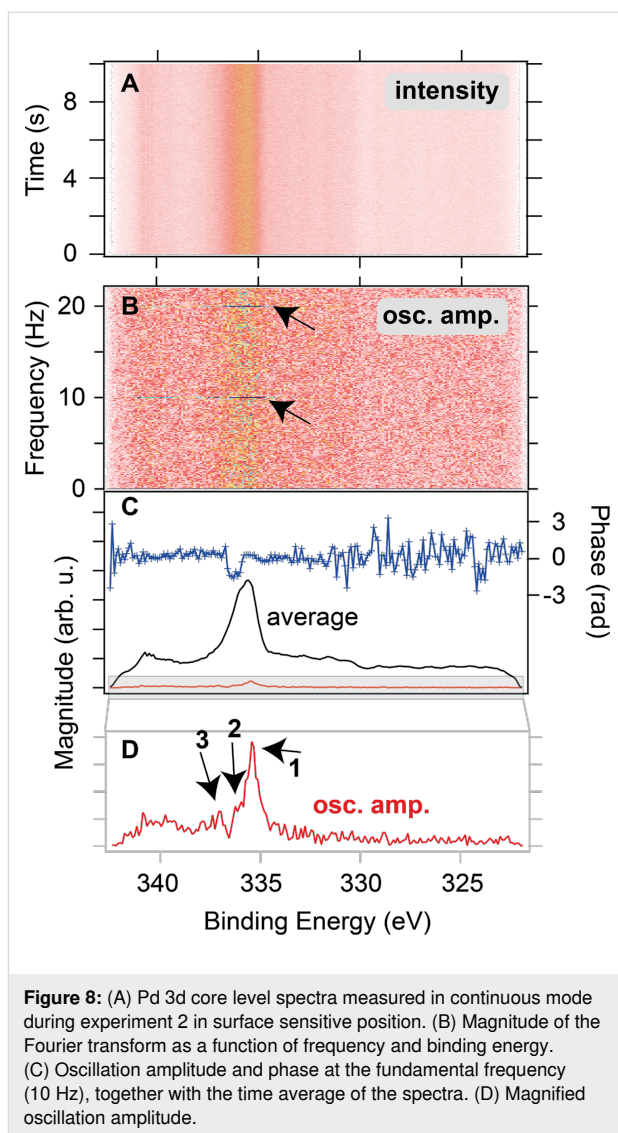 A
intensity
Time (s)
8
4
0
B
osc. amp.
Frequency (Hz)
20
10
0
C
Magnitude (arb. u.)
average
3
0
-3
Phase (rad)
D
3
2
1
osc. amp.
340
335
330
325
Binding Energy (eV)
Figure 8: (A) Pd 3d core level spectra measured in continuous mode
during experiment 2 in surface sensitive position. (B) Magnitude of the
Fourier transform as a function of frequency and binding energy.
(C) Oscillation amplitude and phase at the fundamental frequency
(10 Hz), together with the time average of the spectra. (D) Magnified
oscillation amplitude.